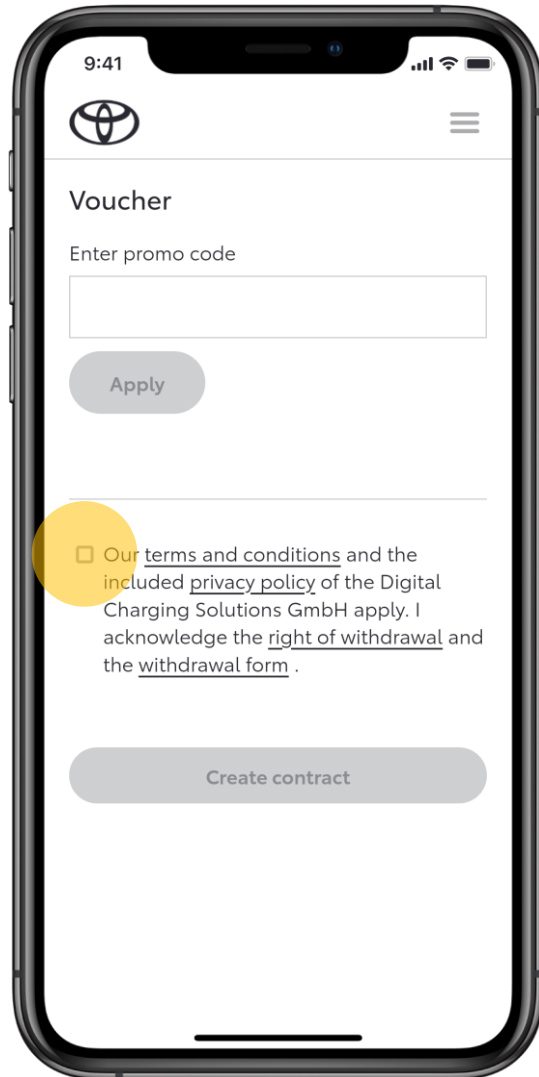 9:41
Voucher
Enter promo code
Apply
Our terms and conditions and the
included privacy policy of the Digital
Charging Solutions GmbH apply. I
acknowledge the right of withdrawal and
the withdrawal form .
Create contract